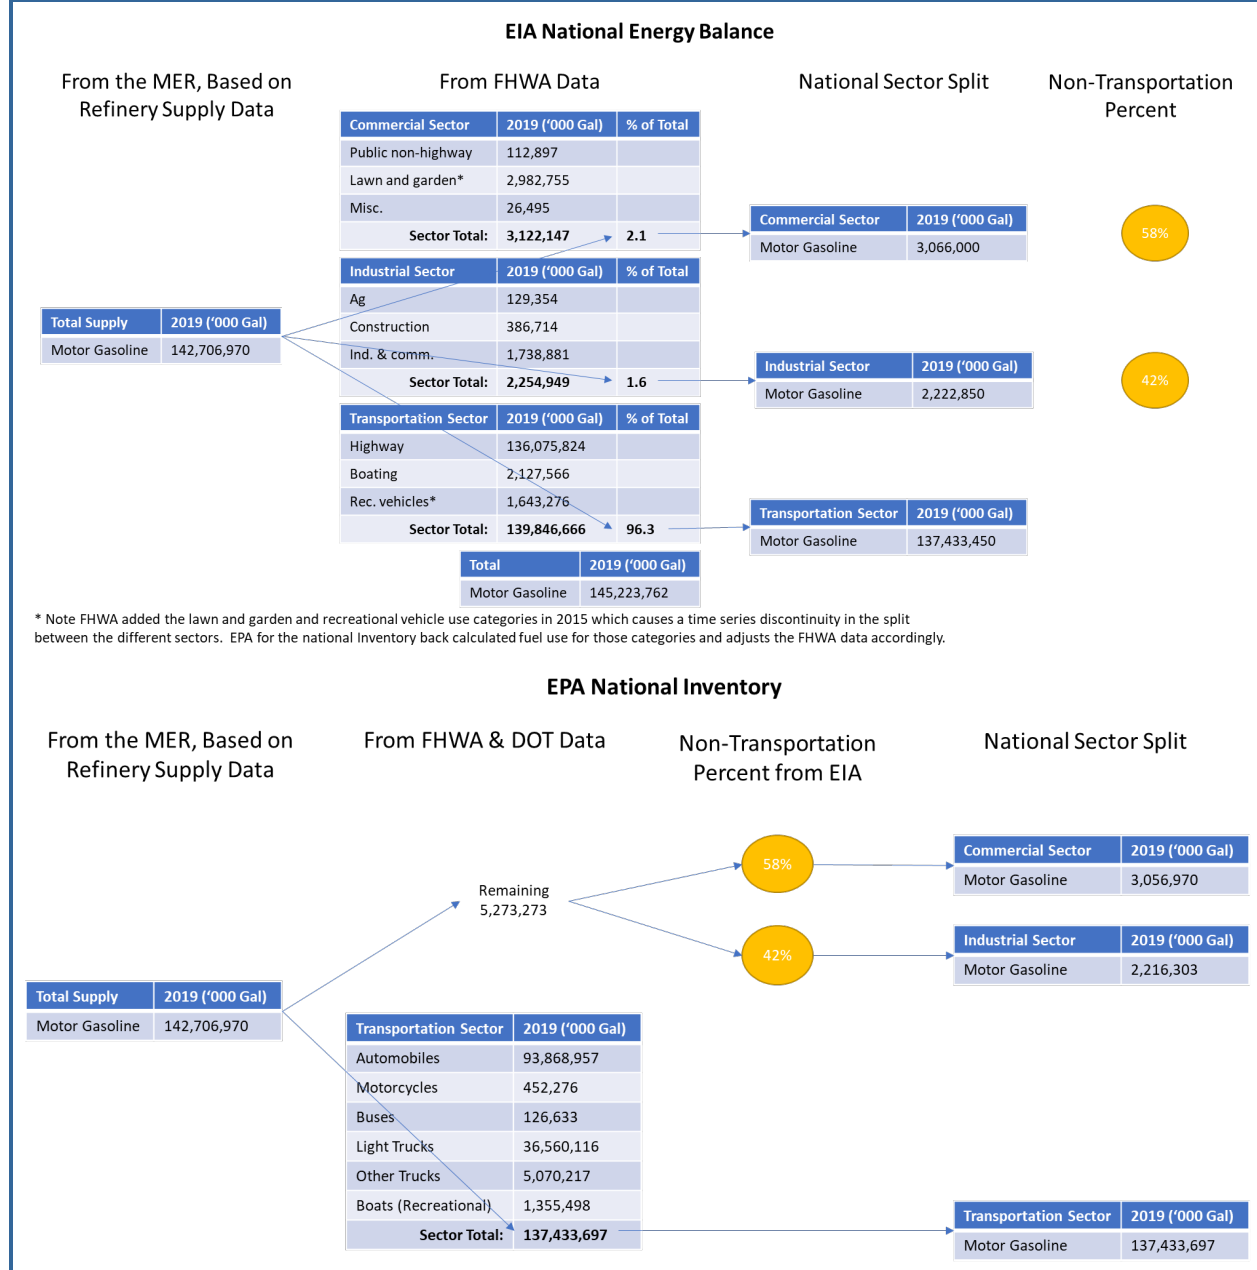 EIA National Energy Balance
From the MER, Based on
Refinery Supply Data
From FHWA Data
National Sector Split
Non-Transportation
Percent
Commercial Sector 2019 ('000 Gal) % of Total
Public non-highway 112,897
Lawn and garden* 2,982,755
Misc. 26,495
Sector Total: 3,122,147 2.1
Commercial Sector 2019 ('000 Gal)
Motor Gasoline 3,066,000
58%
Industrial Sector 2019 ('000 Gal) % of Total
Ag 129,354
Construction 386,714
Ind. & comm. 1,738,881
Sector Total: 2,254,949 1.6
Total Supply 2019 ('000 Gal)
Motor Gasoline 142,706,970
Industrial Sector 2019 ('000 Gal)
Motor Gasoline 2,222,850
42%
Transportation Sector 2019 ('000 Gal) % of Total
Highway 136,075,824
Boating 2,127,566
Rec. vehicles* 1,643,276
Sector Total: 139,846,666 96.3
Transportation Sector 2019 ('000 Gal)
Motor Gasoline 137,433,450
Total 2019 ('000 Gal)
Motor Gasoline 145,223,762
* Note FHWA added the lawn and garden and recreational vehicle use categories in 2015 which causes a time series discontinuity in the split
between the different sectors. EPA for the national Inventory back calculated fuel use for those categories and adjusts the FHWA data accordingly.
EPA National Inventory
From the MER, Based on
Refinery Supply Data
From FHWA & DOT Data
Non-Transportation
Percent from EIA
National Sector Split
Remaining
5,273,273
58%
Commercial Sector 2019 ('000 Gal)
Motor Gasoline 3,056,970
42%
Industrial Sector 2019 ('000 Gal)
Motor Gasoline 2,216,303
Total Supply 2019 ('000 Gal)
Motor Gasoline 142,706,970
Transportation Sector 2019 ('000 Gal)
Automobiles 93,868,957
Motorcycles 452,276
Buses 126,633
Light Trucks 36,560,116
Other Trucks 5,070,217
Boats (Recreational) 1,355,498
Sector Total: 137,433,697
Transportation Sector 2019 ('000 Gal)
Motor Gasoline 137,433,697